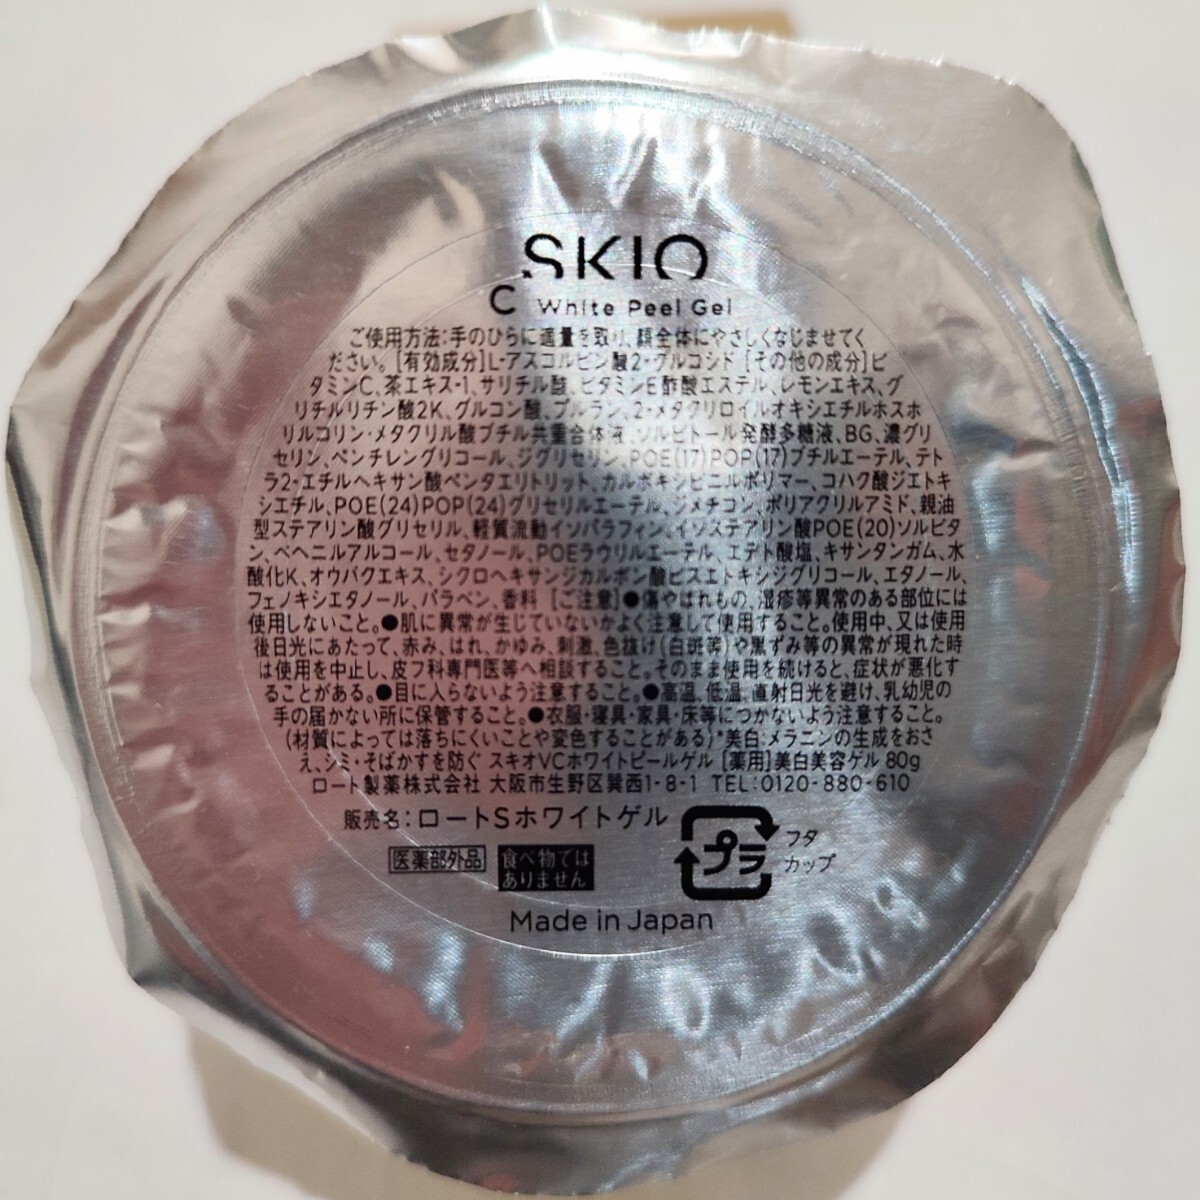 SKIO
C White Peel Gel
ご使用方法:手のひらに適量を取り、顔全体にやさしくなじませてく
ださい。[有効成分]L-アスコルビン酸2-グルコシド [その他の成分]ビ
タミンC、茶エキス-1、サリチル酸、ビタミンE酢酸エステル、レモンエキス、グ
リチルリチン酸2K、グルコン酸、プルラン、2-メタクリロイルオキシエチルホスホ
リルコリン・メタクリル酸ブチル共重合体液、ソルビトール発酵多糖液、BG、濃グリ
セリン、ペンチレングリコール、ジグリセリン、POE(17)POP(17)ブチルエーテル、テト
ラ2-エチルヘキサン酸ペンタエリトリット、カルボキシビニルポリマー、コハク酸ジエトキ
シエチル、POE(24)POP(24)グリセリルエーテル、ジメチコン、ポリアクリルアミド、親油
型ステアリン酸グリセリル、軽質流動イソパラフィン、イソステアリン酸POE(20)ソルビタ
ン、ベヘニルアルコール、セタノール、POEラウリルエーテル、エデト酸塩、キサンタンガム、水
酸化K、オウバクエキス、シクロヘキサンジカルボン酸ビスエトキシジグリコール、エタノール、
フェノキシエタノール、パラベン、香料 [ご注意]●傷やはれもの、湿疹等異常のある部位には
使用しないこと。●肌に異常が生じていないかよく注意して使用すること。使用中、又は使用
後日光にあたって、赤み、はれ、かゆみ、刺激、色抜け(白斑等)や黒ずみ等の異常が現れた時
は使用を中止し、皮フ科専門医等へ相談すること。そのまま使用を続けると、症状が悪化す
ることがある。●目に入らないよう注意すること。●高温、低温、直射日光を避け、乳幼児の
手の届かない所に保管すること。●衣服・寝具・家具・床等につかないよう注意すること。
(材質によっては落ちにくいことや変色することがある)*美白:メラニンの生成をおさ
え、シミ・そばかすを防ぐ スキオVCホワイトピールゲル [薬用]美白美容ゲル 80g
ロート製薬株式会社 大阪市生野区巽西1-8-1 TEL:0120-880-610
販売名:ロートSホワイトゲル
医薬部外品
食べ物では
ありません
プラ
フタ
カップ
Made in Japan